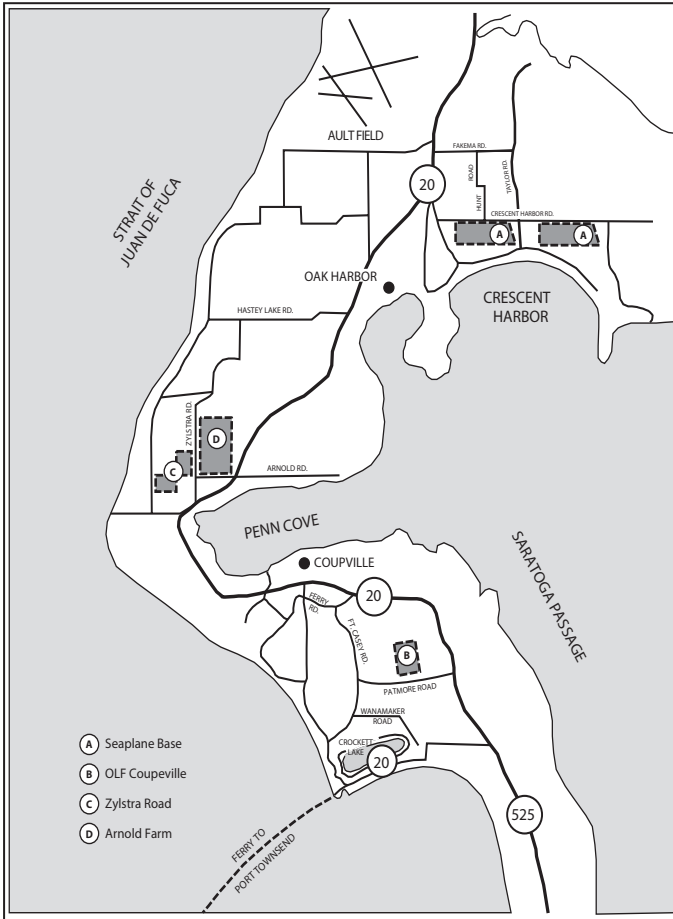 AULT FIELD
FAKEMA RD.
STRAIT OF
JUAN DE FUCA
20
HUNT
ROAD
TAYLOR RD.
CRESCENT HARBOR RD.
A
A
OAK HARBOR
CRESCENT
HARBOR
HASTEY LAKE RD.
ZYLSTRA RD.
D
C
ARNOLD RD.
PENN COVE
SARATOGA PASSAGE
COUPVILLE
20
FERRY
RD.
FT. CASEY RD.
B
PATMORE ROAD
WANAMAKER
ROAD
CROCKETT
LAKE
20
525
A Seaplane Base
B OLF Coupeville
C Zylstra Road
D Arnold Farm
FERRY TO
PORT TOWNSEND